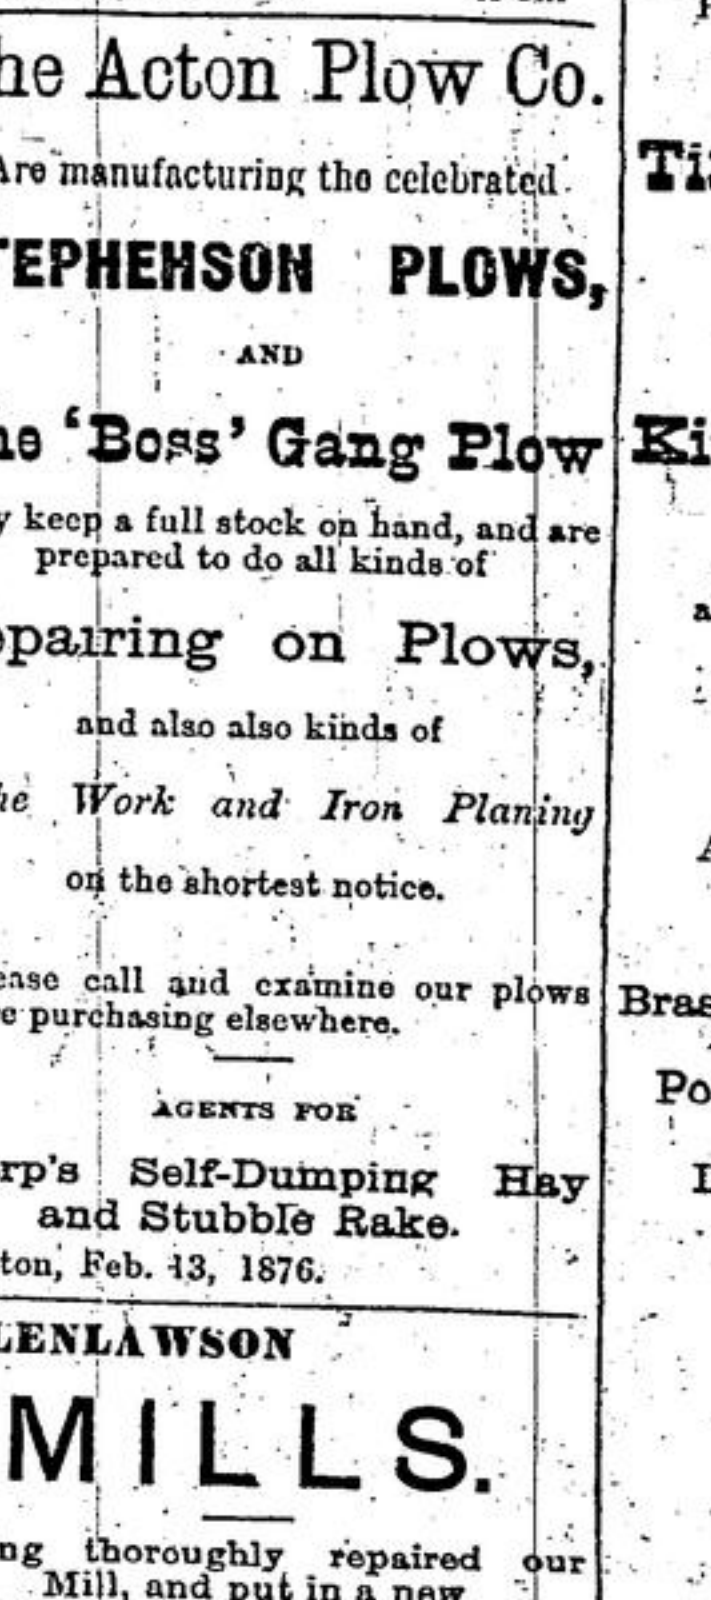 he Acton Plow Co.
Are manufacturing the celebrated
TEPHENSON PLOWS,
AND
he 'Boss' Gang Plow
y keep a full stock on hand, and are
prepared to do all kinds of
pairing on Plows,
and also also kinds of
he Work and Iron Planing
on the shortest notice.
ease call and examine our plows
e purchasing elsewhere.
AGENTS FOR
rp's Self-Dumping Hay
and Stubble Rake.
ton, Feb. 13, 1876.
LENLAWSON
MILLS.
ng thoroughly repaired our
Mill, and put in a new
Ti
Ki
a
A
Bras
Po